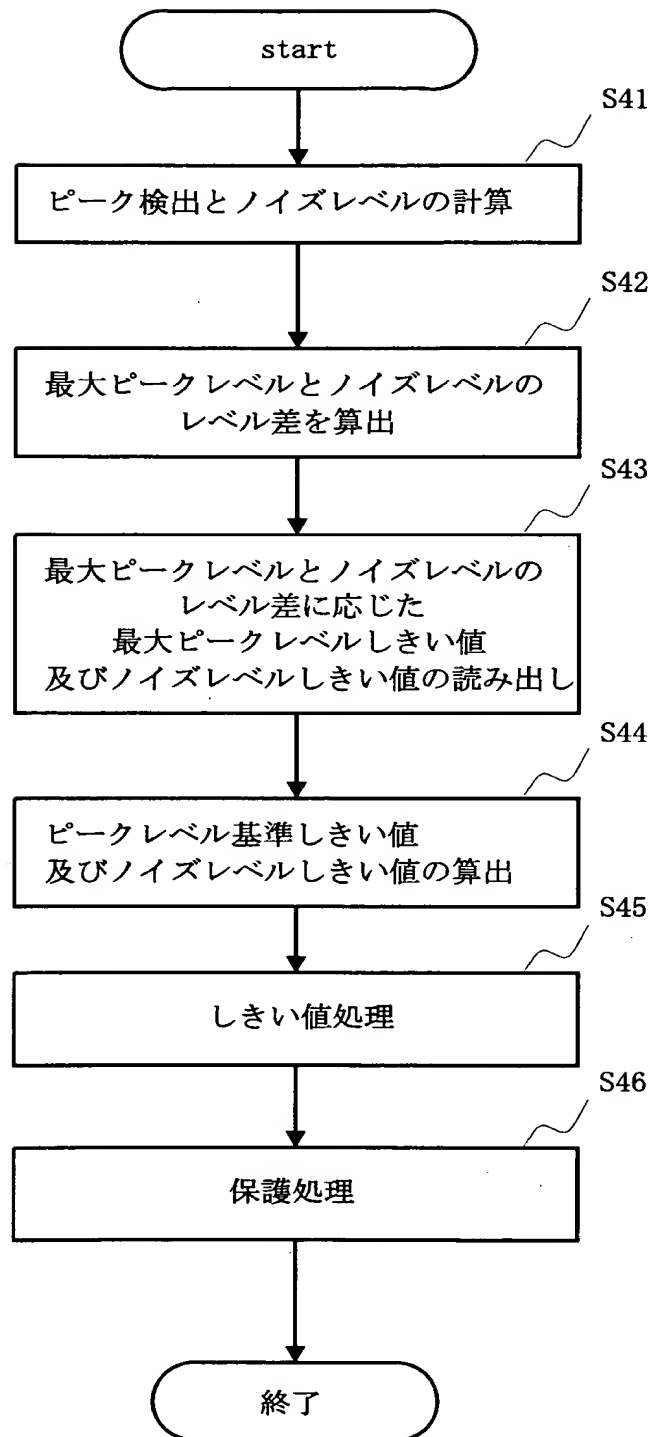 start
S41
ピーク検出とノイズレベルの計算
S42
最大ピークレベルとノイズレベルの
レベル差を算出
S43
最大ピークレベルとノイズレベルの
レベル差に応じた
最大ピークレベルしきい値
及びノイズレベルしきい値の読み出し
S44
ピークレベル基準しきい値
及びノイズレベルしきい値の算出
S45
しきい値処理
S46
保護処理
終了